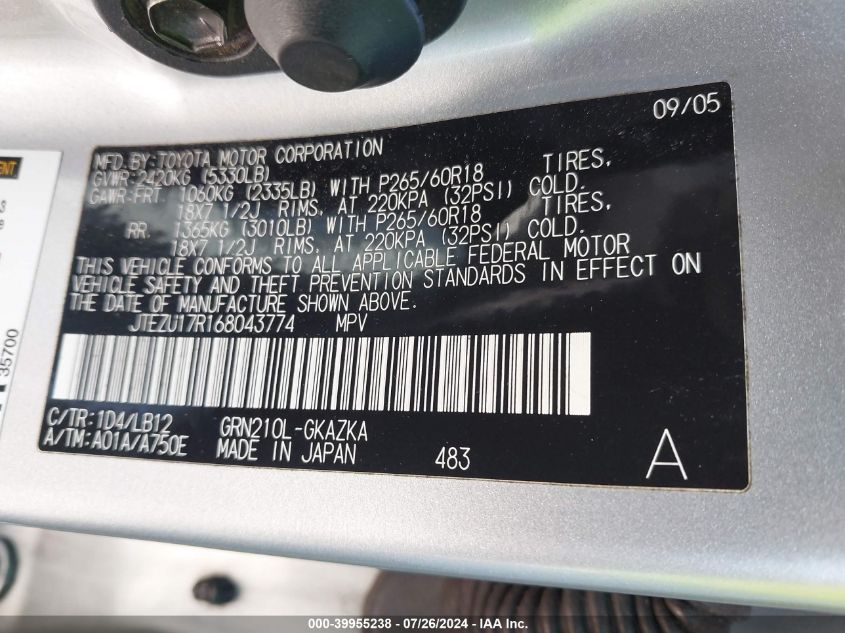 09/05
MFD. BY: TOYOTA MOTOR CORPORATION
GVWR: 2420KG (5330LB)
GAWR-FRT. 1060KG (2335LB) WITH P265/60R18 TIRES,
18X7 1/2J RIMS, AT 220KPA (32PSI) COLD.
RR. 1365KG (3010LB) WITH P265/60R18 TIRES,
18X7 1/2J RIMS, AT 220KPA (32PSI) COLD.
THIS VEHICLE CONFORMS TO ALL APPLICABLE FEDERAL MOTOR
VEHICLE SAFETY AND THEFT PREVENTION STANDARDS IN EFFECT ON
THE DATE OF MANUFACTURE SHOWN ABOVE.
JTEZU17R168043774 MPV
C/TR: 1D4/LB12 GRN210L-GKAZKA
A/TM: A01A/A750E MADE IN JAPAN 483 A
35700
000-39955238 - 07/26/2024 - IAA Inc.